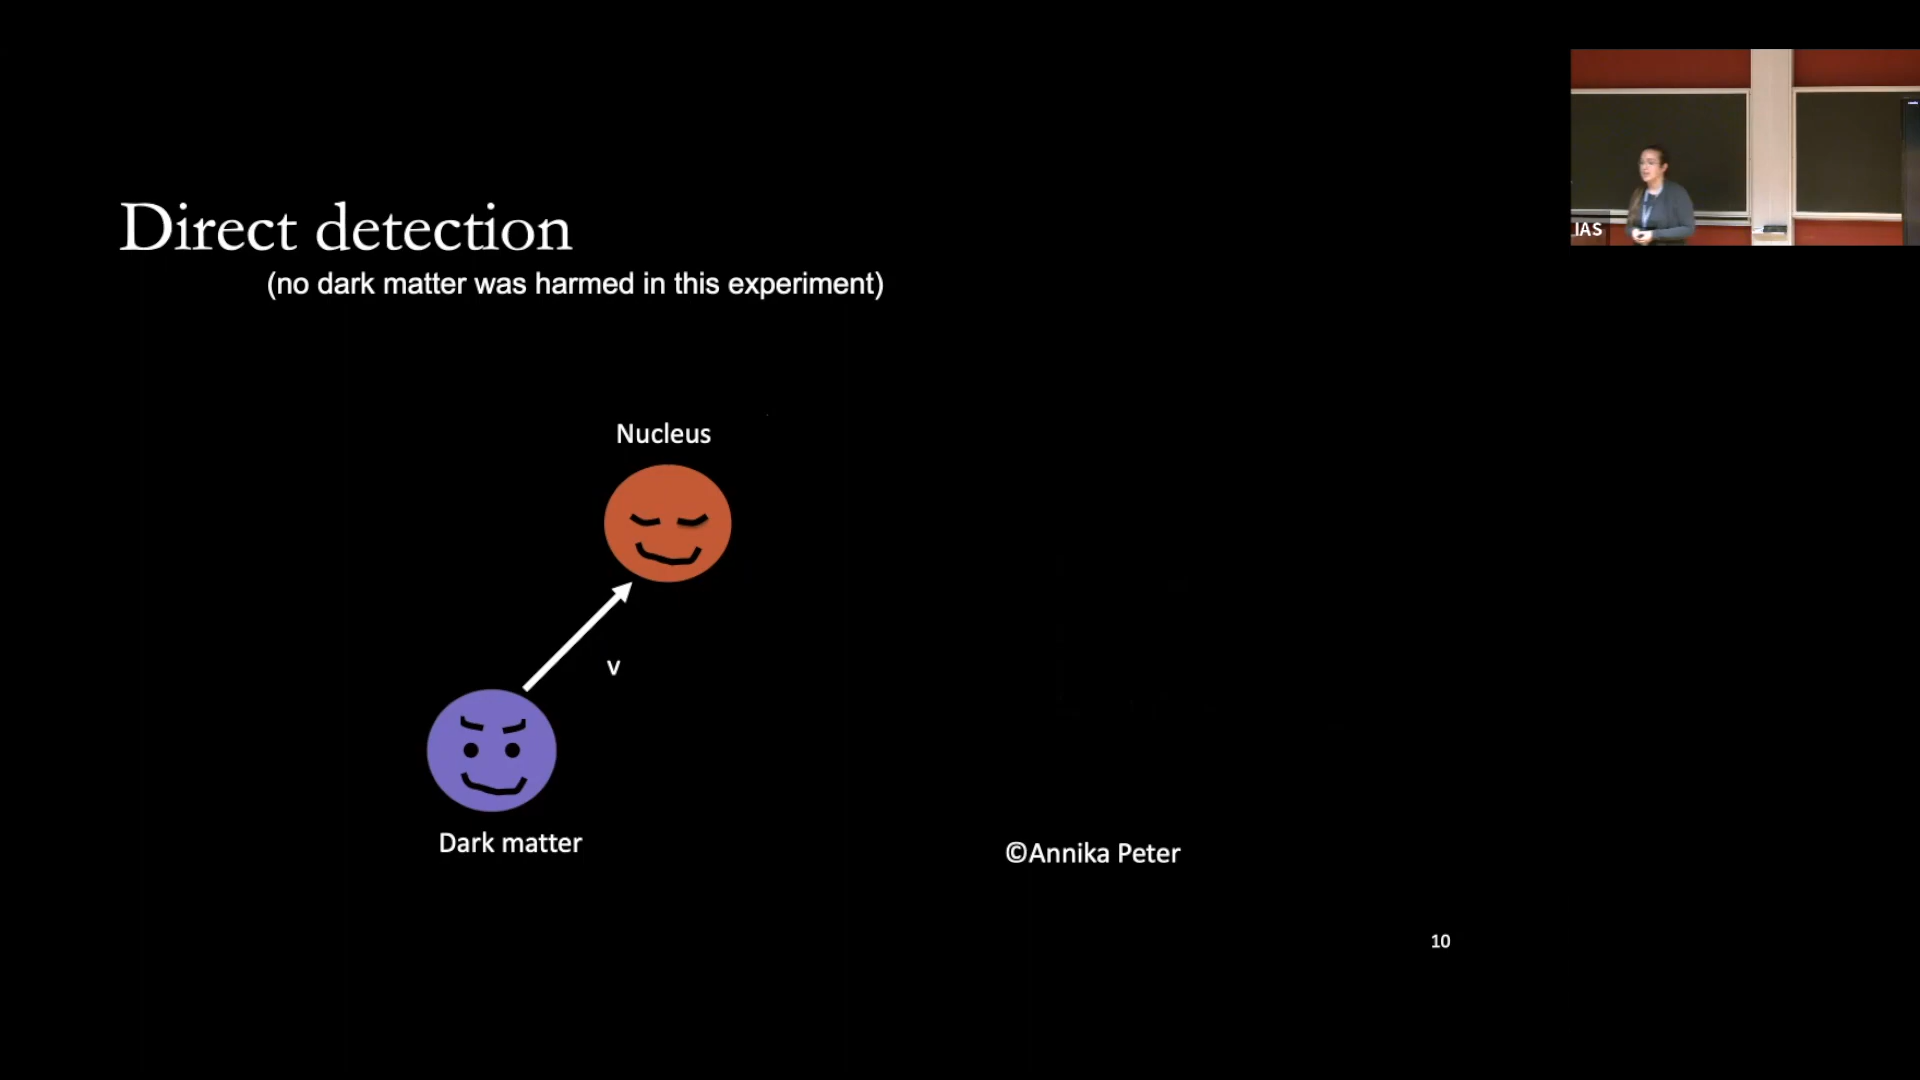 Direct detection
(no dark matter was harmed in this experiment)
IAS
Nucleus
v
Dark matter
©Annika Peter
10